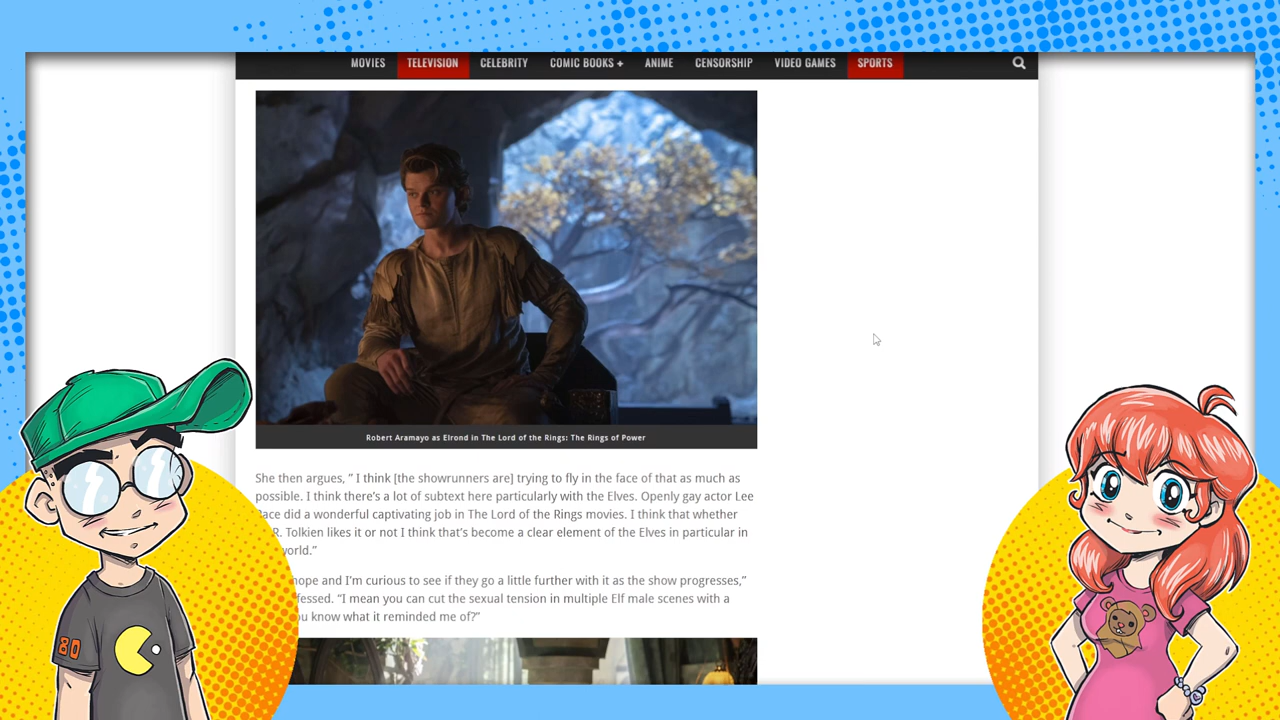 MOVIES TELEVISION CELEBRITY COMIC BOOKS + ANIME CENSORSHIP VIDEO GAMES SPORTS
Robert Aramayo as Elrond in The Lord of the Rings: The Rings of Power
She then argues, ” I think [the showrunners are] trying to fly in the face of that as much as
possible. I think there’s a lot of subtext here particularly with the Elves. Openly gay actor Lee
Pace did a wonderful captivating job in The Lord of the Rings movies. I think that whether
R. Tolkien likes it or not I think that’s become a clear element of the Elves in particular in
world.”
hope and I’m curious to see if they go a little further with it as the show progresses,”
“I mean you can cut the sexual tension in multiple Elf male scenes with a
you know what it reminded me of?”
80